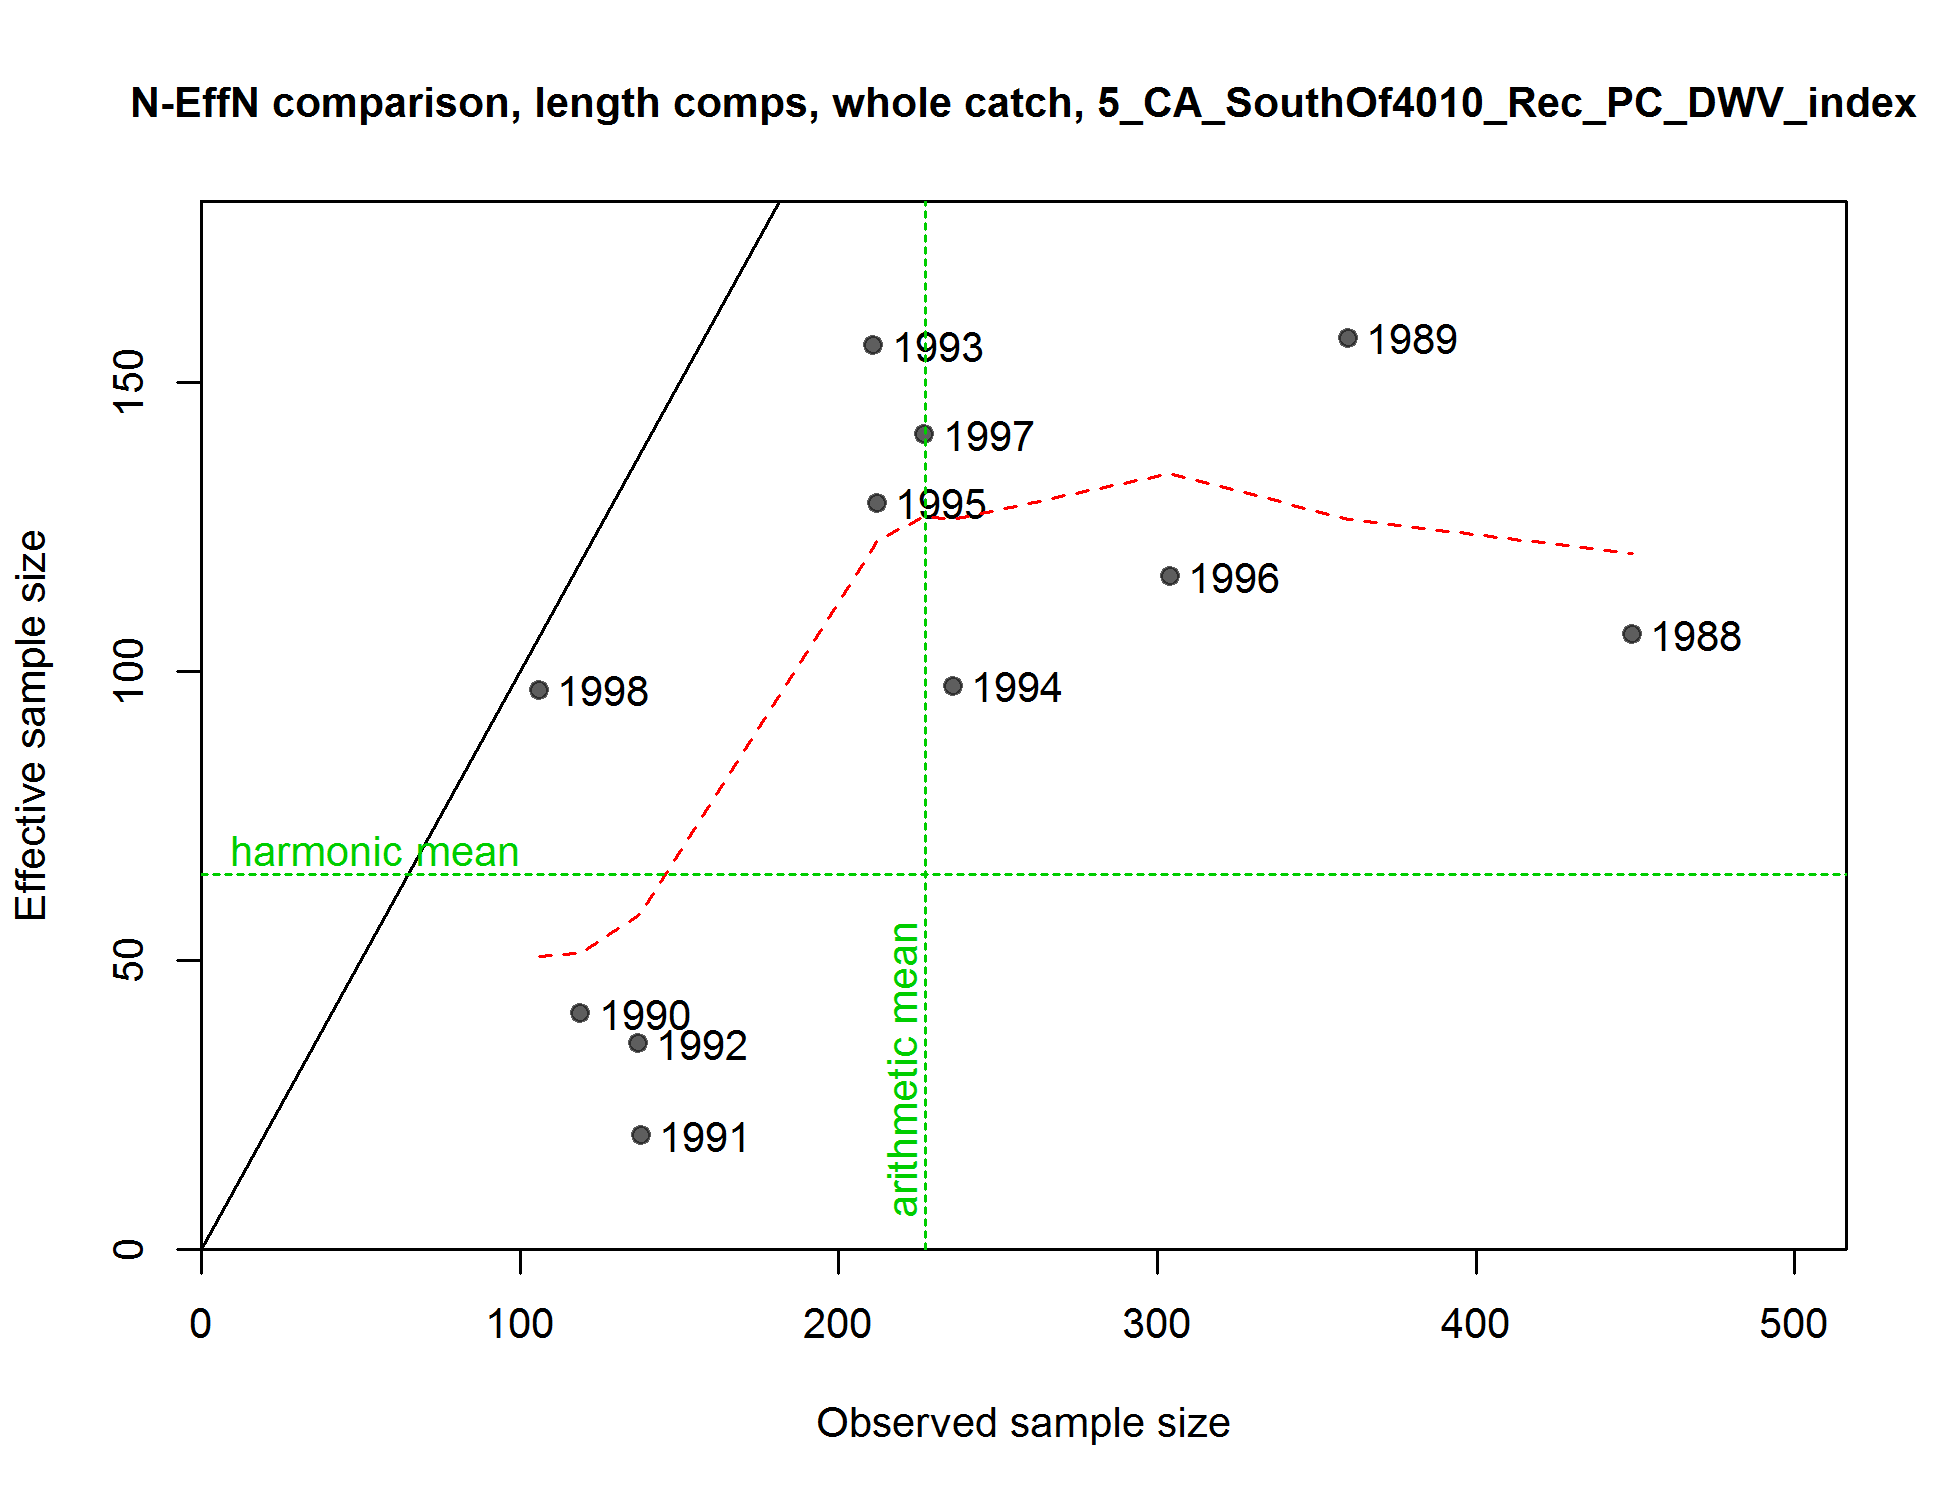 N-EffN comparison, length comps, whole catch, 5_CA_SouthOf4010_Rec_PC_DWV_index
Effective sample size
150
100
50
0
1993
1989
1997
1995
1996
1988
1998
1994
harmonic mean
arithmetic mean
1990
1992
1991
0 100 200 300 400 500
Observed sample size